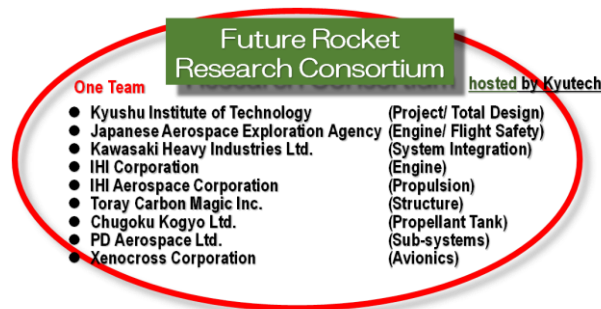 Future Rocket
Research Consortium
One Team hosted by Kyutech
● Kyushu Institute of Technology (Project/ Total Design)
● Japanese Aerospace Exploration Agency (Engine/ Flight Safety)
● Kawasaki Heavy Industries Ltd. (System Integration)
● IHI Corporation (Engine)
● IHI Aerospace Corporation (Propulsion)
● Toray Carbon Magic Inc. (Structure)
● Chugoku Kogyo Ltd. (Propellant Tank)
● PD Aerospace Ltd. (Sub-systems)
● Xenocross Corporation (Avionics)